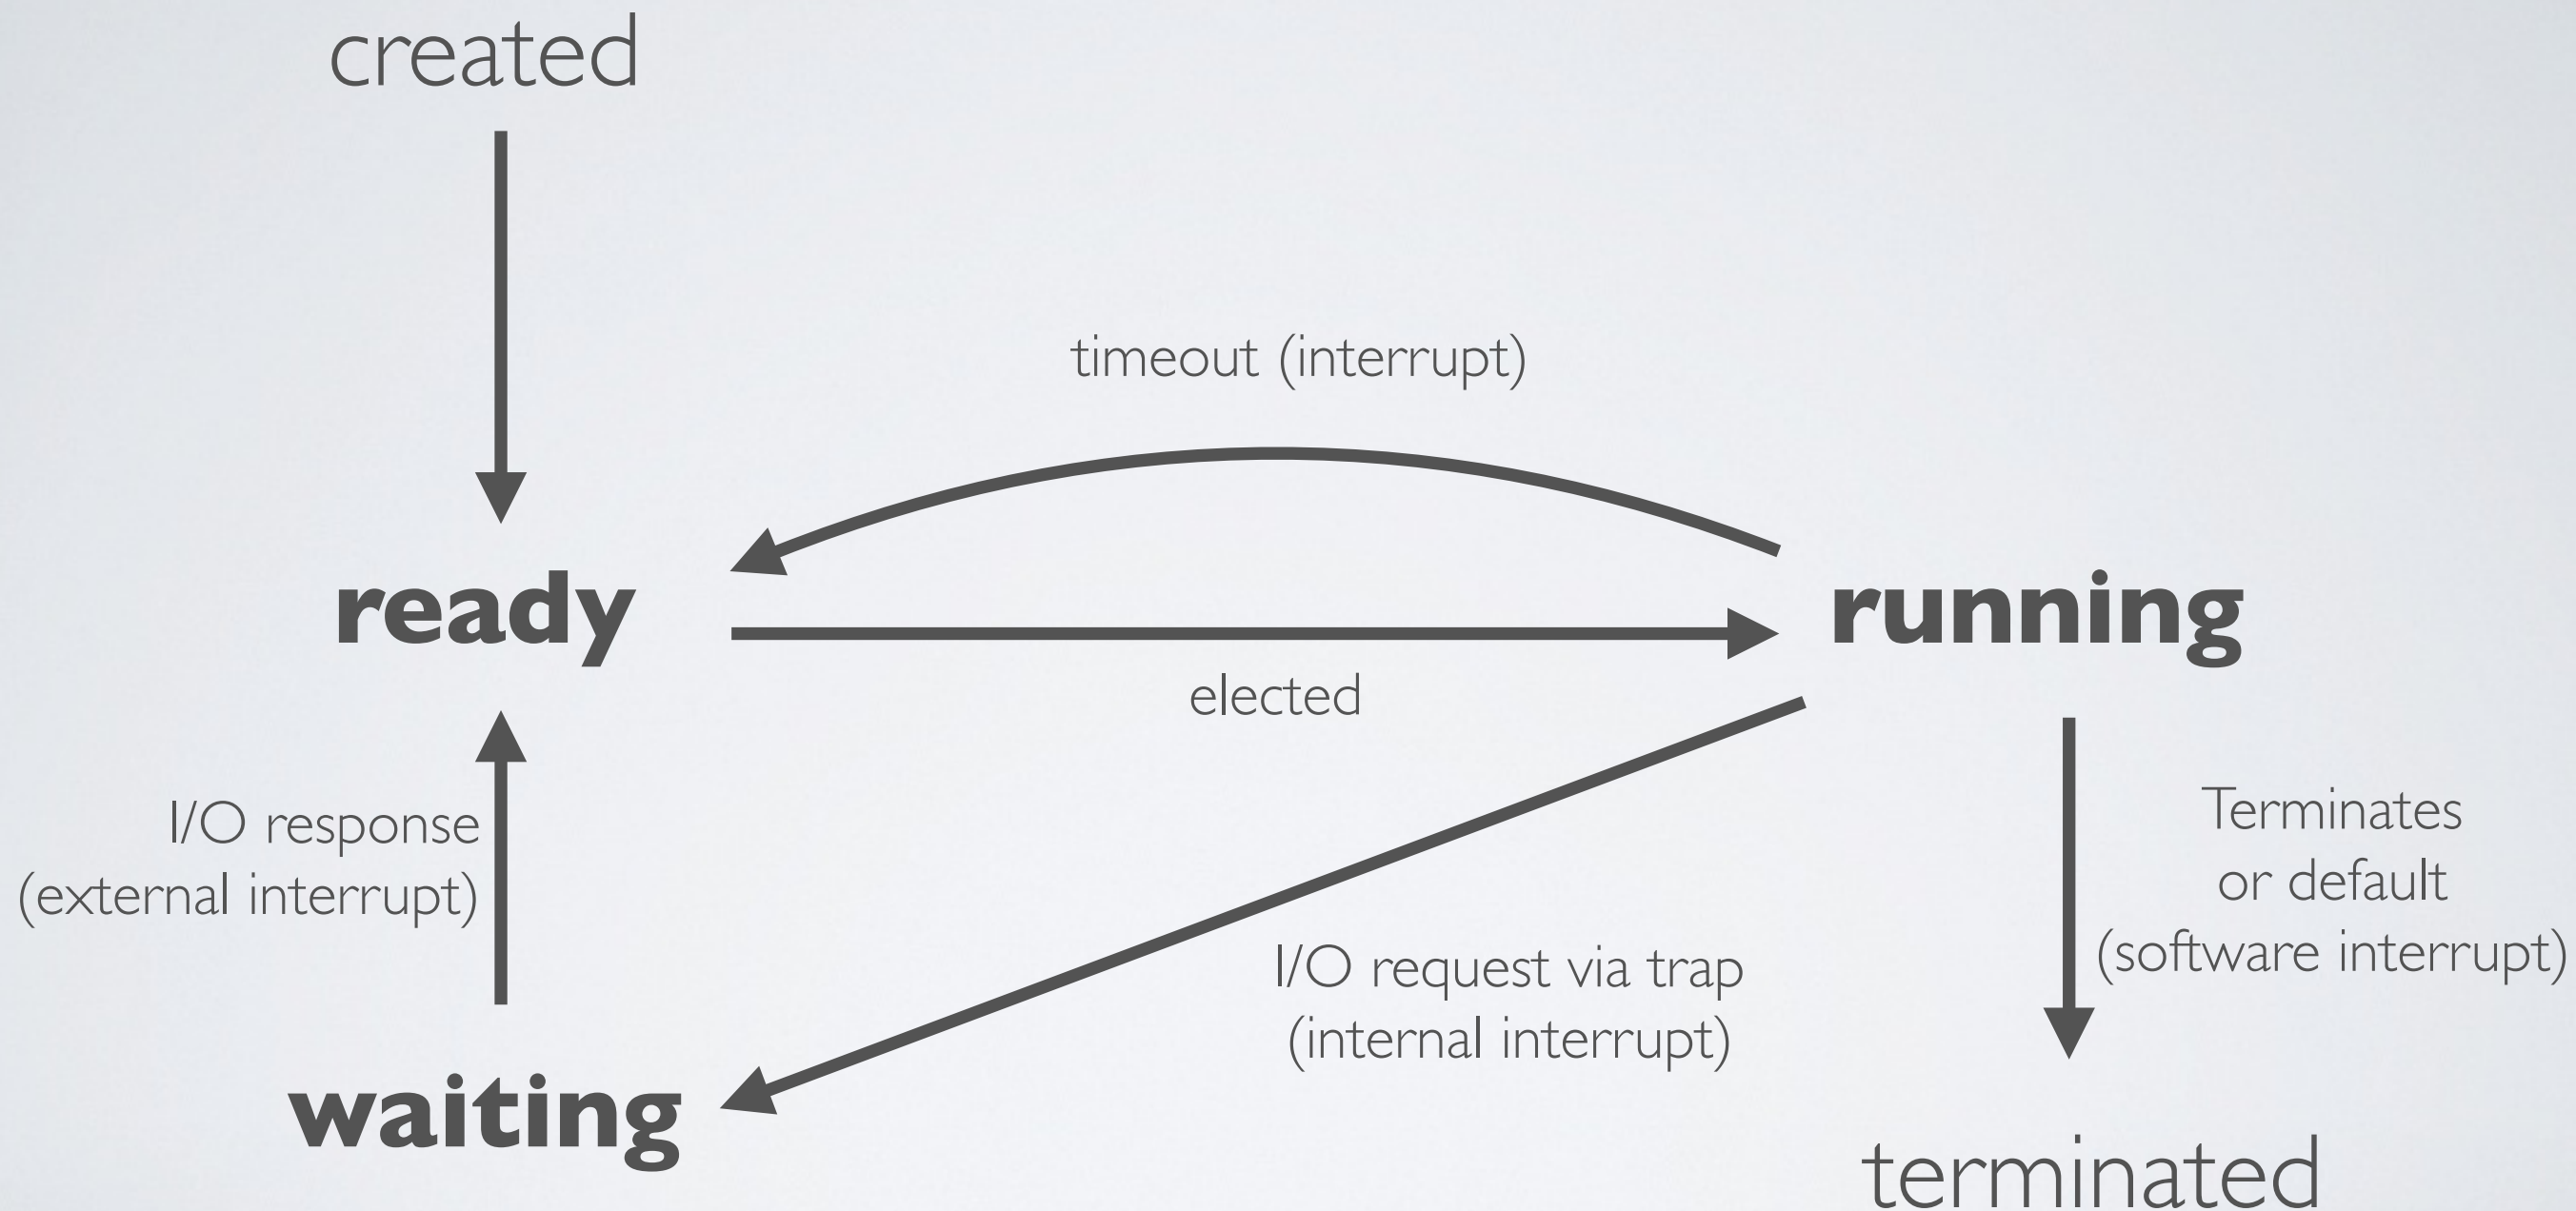 created
timeout (interrupt)
ready
running
elected
I/O response
(external interrupt)
Terminates
or default
(software interrupt)
I/O request via trap
(internal interrupt)
waiting
terminated